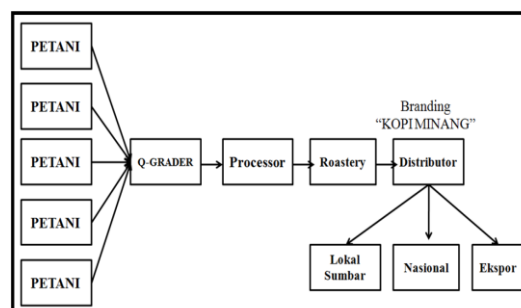 PETANI
PETANI
PETANI
PETANI
PETANI
Q-GRADER
Processor
Roastery
Branding
“KOPI MINANG”
Distributor
Lokal
Sumbar
Nasional
Ekspor